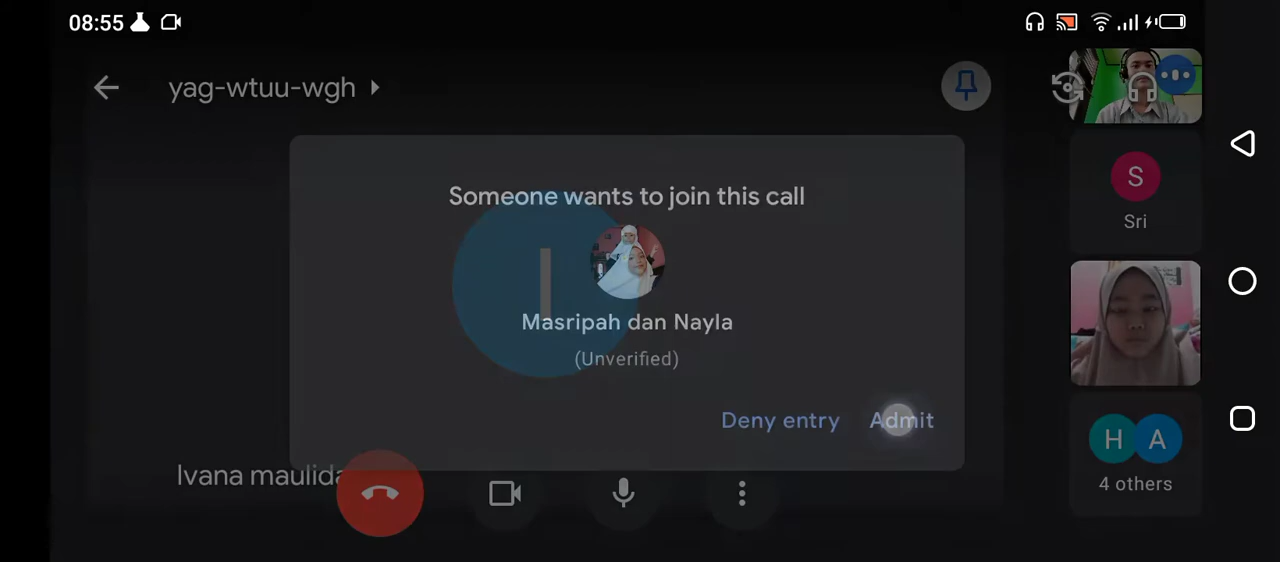 08:55
yag-wtuu-wgh
Someone wants to join this call
I
S
Sri
Masripah dan Nayla
(Unverified)
Deny entry
Admit
Ivana maulida
H
A
4 others